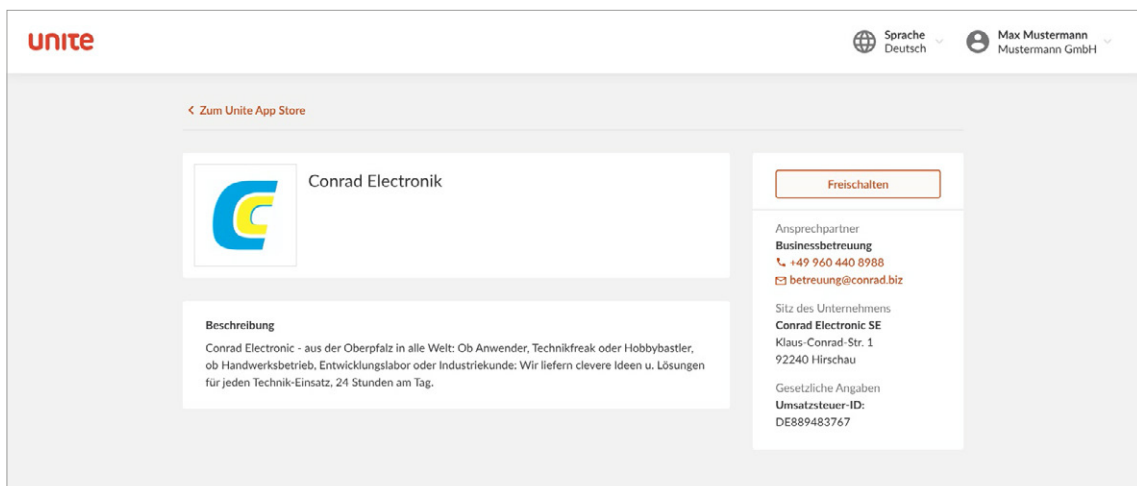 unite
Sprache
Deutsch
Max Mustermann
Mustermann GmbH
Zum Unite App Store
Conrad Electronik
Freischalten
Ansprechpartner
Businessbetreuung
+49 960 440 8988
betreuung@conrad.biz
Sitz des Unternehmens
Conrad Electronic SE
Klaus-Conrad-Str. 1
92240 Hirschau
Gesetzliche Angaben
Umsatzsteuer-ID:
DE889483767
Beschreibung
Conrad Electronic - aus der Oberpfalz in alle Welt: Ob Anwender, Technikfreak oder Hobbybastler,
ob Handwerksbetrieb, Entwicklungslabor oder Industriekunde: Wir liefern clevere Ideen u. Lösungen
für jeden Technik-Einsatz, 24 Stunden am Tag.